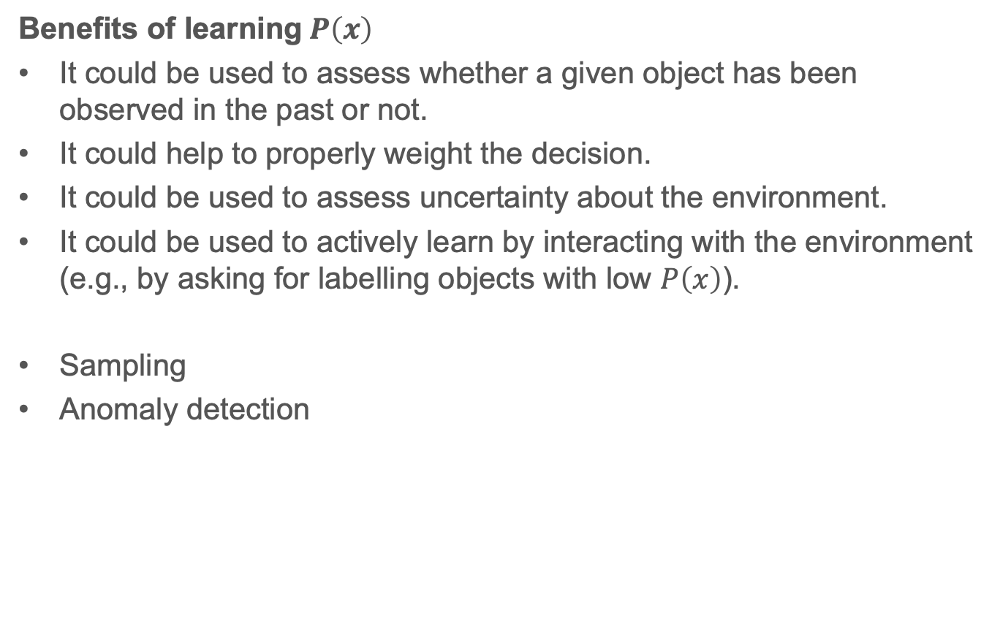 Benefits of learning P(x)
• It could be used to assess whether a given object has been
observed in the past or not.
• It could help to properly weight the decision.
• It could be used to assess uncertainty about the environment.
• It could be used to actively learn by interacting with the environment
(e.g., by asking for labelling objects with low P(x)).
• Sampling
• Anomaly detection